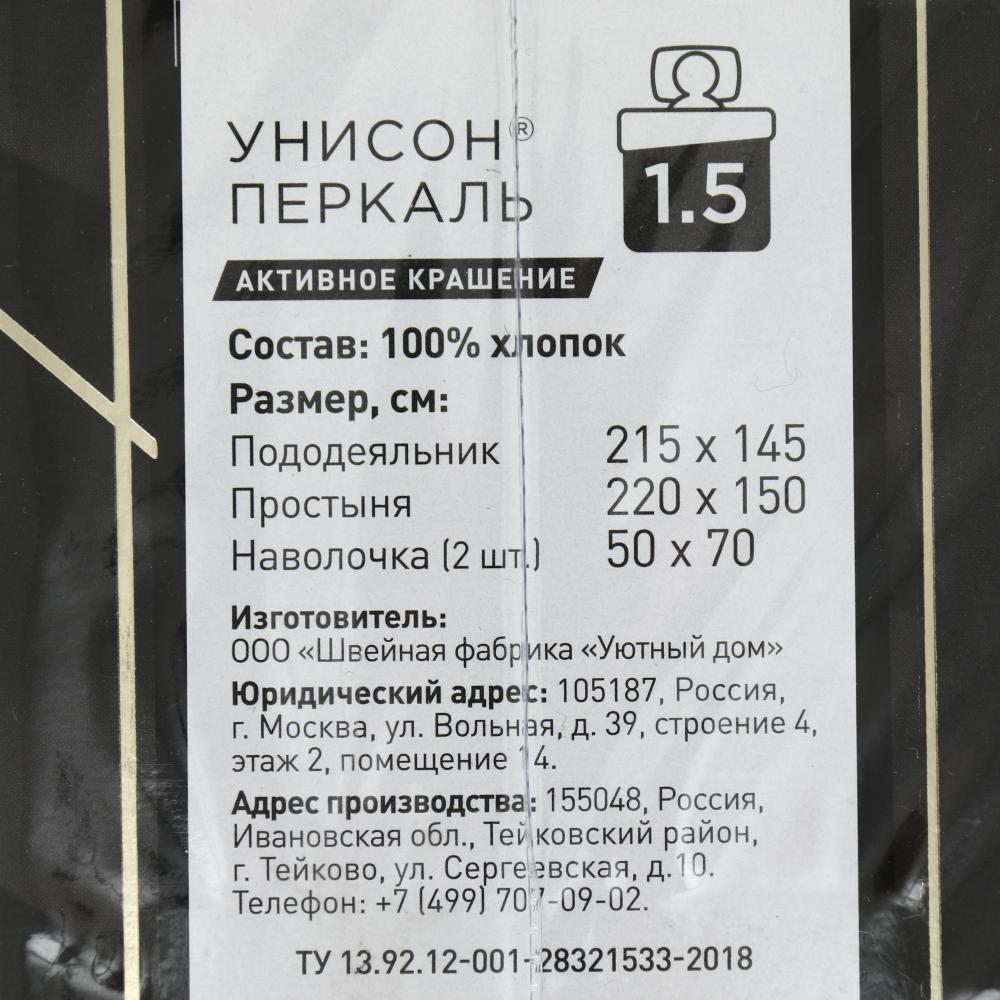 УНИСОН®
ПЕРКАЛЬ
1.5
АКТИВНОЕ КРАШЕНИЕ
Состав: 100% хлопок
Размер, см:
Пододеяльник 215 x 145
Простыня 220 x 150
Наволочка (2 шт.) 50 x 70
Изготовитель:
ООО «Швейная фабрика «Уютный дом»
Юридический адрес: 105187, Россия,
г. Москва, ул. Вольная, д. 39, строение 4,
этаж 2, помещение 14.
Адрес производства: 155048, Россия,
Ивановская обл., Тейковский район,
г. Тейково, ул. Сергеевская, д.10.
Телефон: +7 (499) 707-09-02.
ТУ 13.92.12-001-28321533-2018